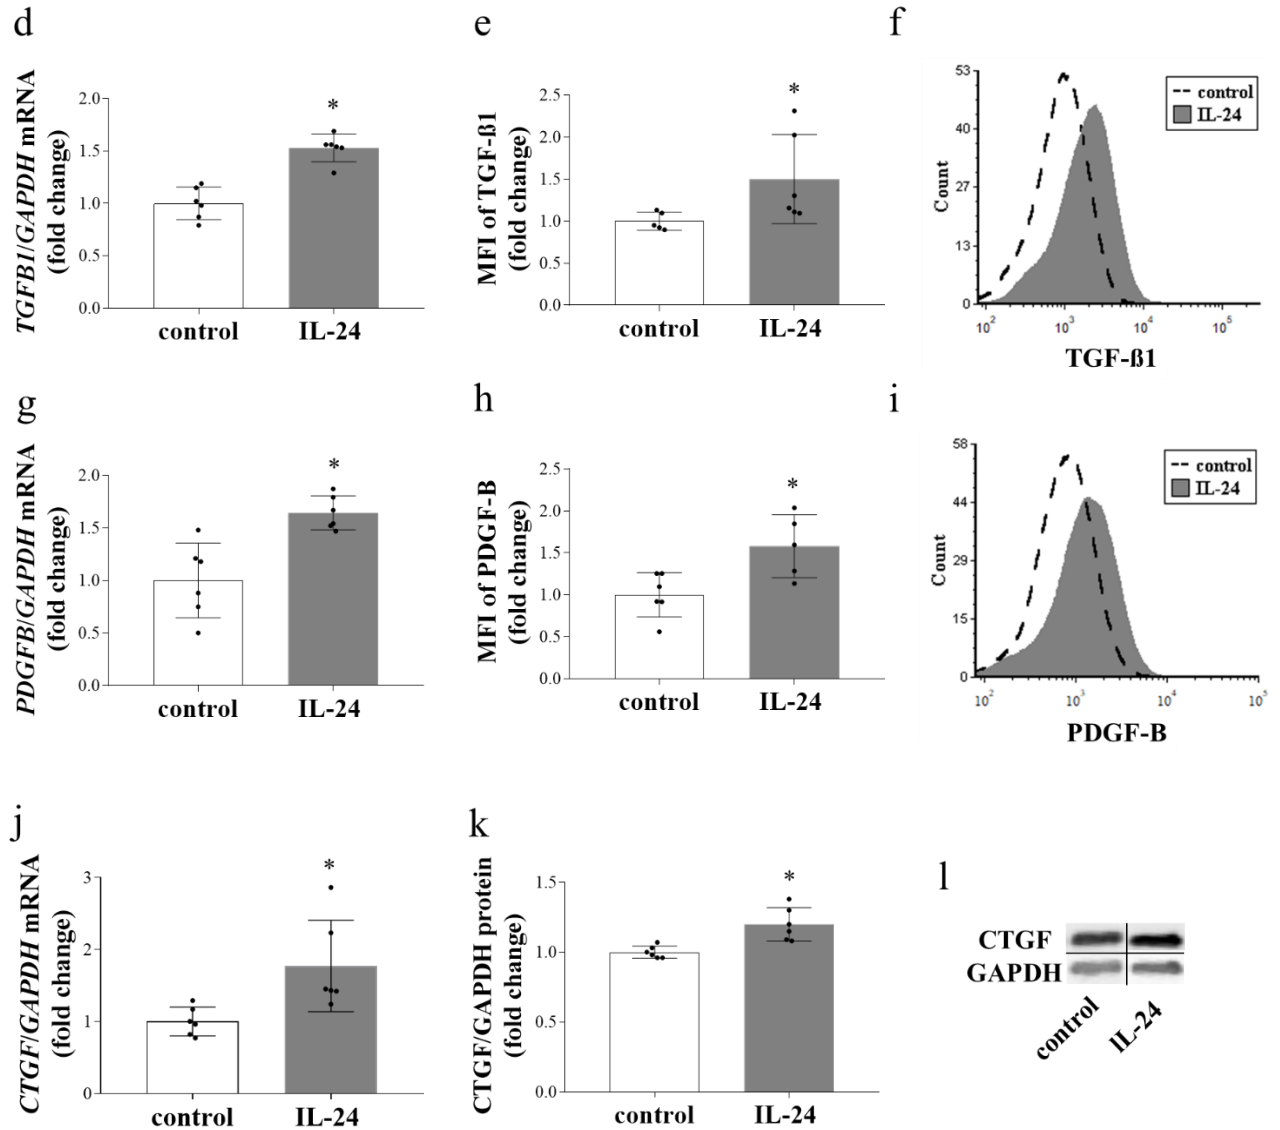 d
TGFB1/GAPDH mRNA
(fold change)
2.0
1.5
1.0
0.5
0.0
*
control
IL-24
e
MFI of TGF-ß1
(fold change)
2.5
2.0
1.5
1.0
0.5
0.0
*
control
IL-24
f
Count
53
40
27
13
0
control
IL-24
10² 10³ 10⁴ 10⁵
TGF-ß1
g
PDGFB/GAPDH mRNA
(fold change)
2.0
1.5
1.0
0.5
0.0
*
control
IL-24
h
MFI of PDGF-B
(fold change)
2.5
2.0
1.5
1.0
0.5
0.0
*
control
IL-24
i
Count
58
44
29
15
0
control
IL-24
10² 10³ 10⁴ 10⁵
PDGF-B
j
CTGF/GAPDH mRNA
(fold change)
3
2
1
0
*
control
IL-24
k
CTGF/GAPDH protein
(fold change)
1.5
1.0
0.5
0.0
*
control
IL-24
l
CTGF
GAPDH
control
IL-24